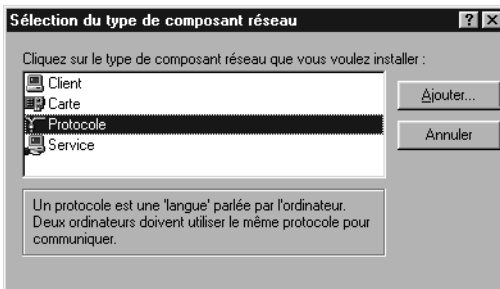 Sélection du type de composant réseau
Cliquez sur le type de composant réseau que vous voulez installer :
Client
Carte
Protocole
Service
Ajouter...
Annuler
Un protocole est une 'langue' parlée par l'ordinateur.
Deux ordinateurs doivent utiliser le même protocole pour
communiquer.